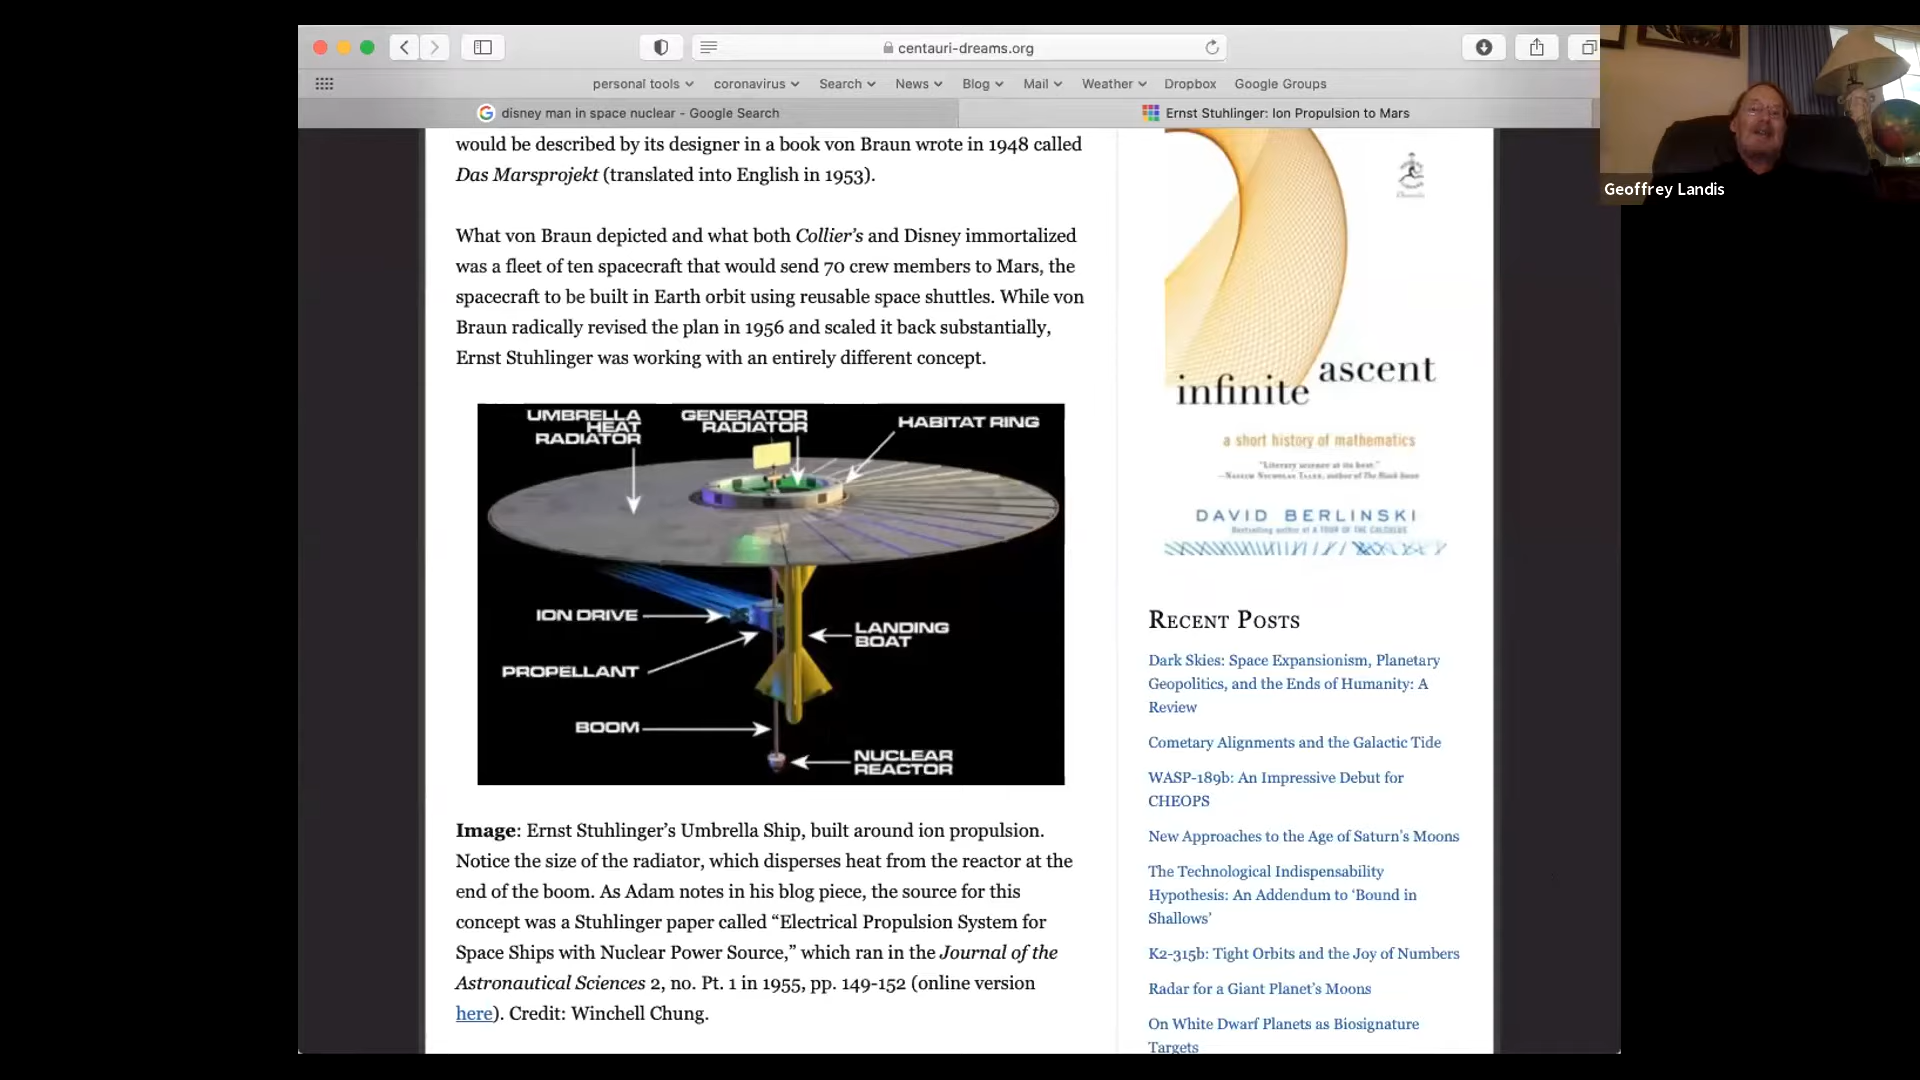 centauri-dreams.org
personal tools
coronavirus
Search
News
Blog
Mail
Weather
Dropbox
Google Groups
disney man in space nuclear - Google Search
Ernst Stuhlinger: Ion Propulsion to Mars
Geoffrey Landis
would be described by its designer in a book von Braun wrote in 1948 called
Das Marsprojekt (translated into English in 1953).
What von Braun depicted and what both Collier's and Disney immortalized
was a fleet of ten spacecraft that would send 70 crew members to Mars, the
spacecraft to be built in Earth orbit using reusable space shuttles. While von
Braun radically revised the plan in 1956 and scaled it back substantially,
Ernst Stuhlinger was working with an entirely different concept.
UMBRELLA
HEAT
RADIATOR
GENERATOR
RADIATOR
HABITAT RING
ION DRIVE
LANDING
BOAT
PROPELLANT
BOOM
NUCLEAR
REACTOR
Image: Ernst Stuhlinger’s Umbrella Ship, built around ion propulsion.
Notice the size of the radiator, which disperses heat from the reactor at the
end of the boom. As Adam notes in his blog piece, the source for this
concept was a Stuhlinger paper called “Electrical Propulsion System for
Space Ships with Nuclear Power Source,” which ran in the Journal of the
Astronautical Sciences 2, no. Pt. 1 in 1955, pp. 149-152 (online version
here). Credit: Winchell Chung.
infinite ascent
a short history of mathematics
"Literary science at its best."
DAVID BERLINSKI
Bestselling author of A TOUR OF THE CALCULUS
Recent Posts
Dark Skies: Space Expansionism, Planetary
Geopolitics, and the Ends of Humanity: A
Review
Cometary Alignments and the Galactic Tide
WASP-189b: An Impressive Debut for
CHEOPS
New Approaches to the Age of Saturn’s Moons
The Technological Indispensability
Hypothesis: An Addendum to ‘Bound in
Shallows’
K2-315b: Tight Orbits and the Joy of Numbers
Radar for a Giant Planet’s Moons
On White Dwarf Planets as Biosignature
Targets